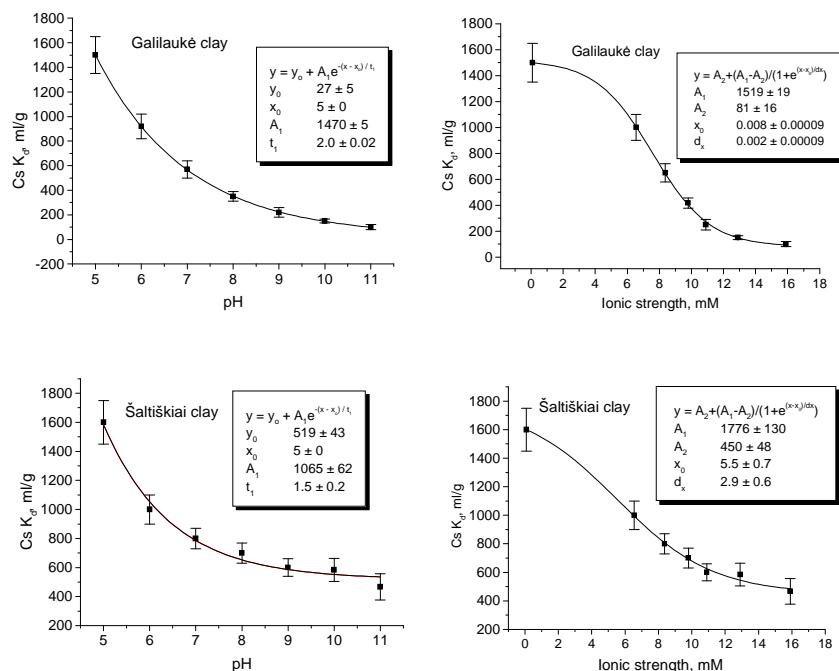 Galilaukė clay
y = y₀ + A₁e^-(x - x₀) / t₁
y₀ 27 ± 5
x₀ 5 ± 0
A₁ 1470 ± 5
t₁ 2.0 ± 0.02
Cs K_d, ml/g
1800
1600
1400
1200
1000
800
600
400
200
0
-200
5 6 7 8 9 10 11
pH
Galilaukė clay
y = A₂+(A₁-A₂)/(1+e^(x-x₀)/dx)
A₁ 1519 ± 19
A₂ 81 ± 16
x₀ 0.008 ± 0.00009
d_x 0.002 ± 0.00009
Cs K_d, ml/g
1800
1600
1400
1200
1000
800
600
400
200
0
0 2 4 6 8 10 12 14 16 18
Ionic strength, mM
Šaltiškiai clay
y = y₀ + A₁e^-(x - x₀) / t₁
y₀ 519 ± 43
x₀ 5 ± 0
A₁ 1065 ± 62
t₁ 1.5 ± 0.2
Cs K_d, ml/g
1800
1600
1400
1200
1000
800
600
400
200
5 6 7 8 9 10 11
pH
Šaltiškiai clay
y = A₂+(A₁-A₂)/(1+e^(x-x₀)/dx)
A₁ 1776 ± 130
A₂ 450 ± 48
x₀ 5.5 ± 0.7
d_x 2.9 ± 0.6
Cs K_d, ml/g
1800
1600
1400
1200
1000
800
600
400
200
0 2 4 6 8 10 12 14 16 18
Ionic strength, mM